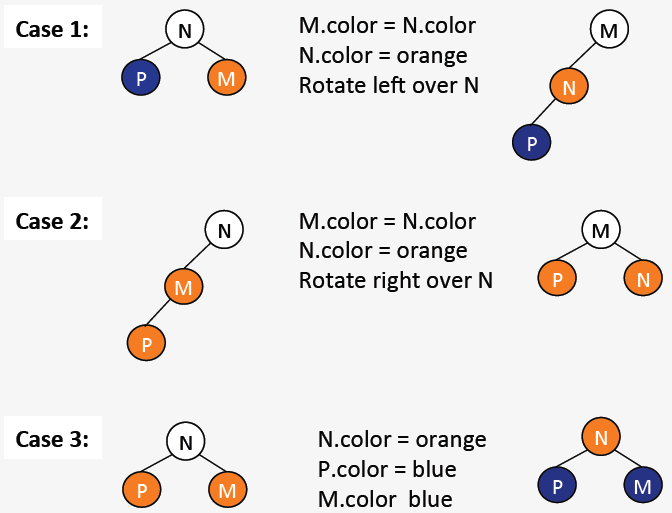 Case 1:
N
P
M
M.color = N.color
N.color = orange
Rotate left over N
M
N
P
Case 2:
N
M
P
M.color = N.color
N.color = orange
Rotate right over N
M
P
N
Case 3:
N
P
M
N.color = orange
P.color = blue
M.color blue
N
P
M